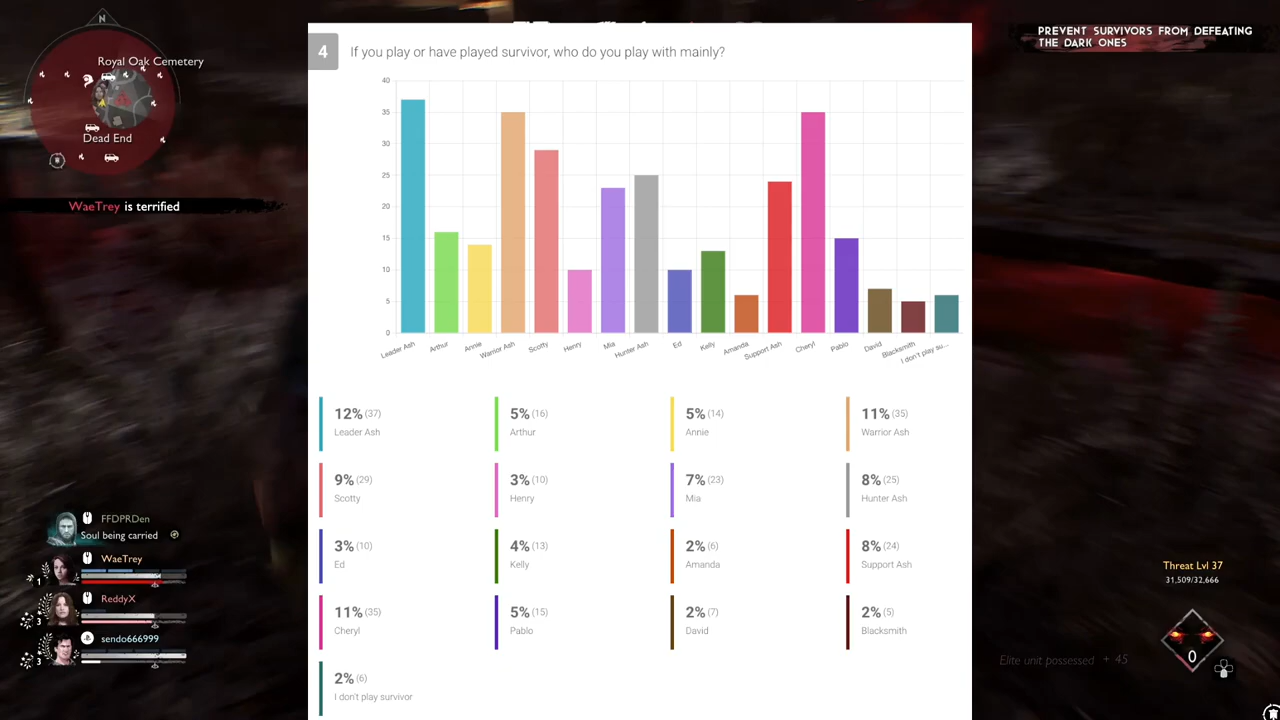 N
Royal Oak Cemetery
Dead End
WaeTrey is terrified
PREVENT SURVIVORS FROM DEFEATING
THE DARK ONES
4
If you play or have played survivor, who do you play with mainly?
40
35
30
25
20
15
10
5
0
Leader Ash
Arthur
Annie
Warrior Ash
Scotty
Henry
Mia
Hunter Ash
Ed
Kelly
Amanda
Support Ash
Cheryl
Pablo
David
Blacksmith
I don't play su...
12% (37)
Leader Ash
5% (16)
Arthur
5% (14)
Annie
11% (35)
Warrior Ash
9% (29)
Scotty
3% (10)
Henry
7% (23)
Mia
8% (25)
Hunter Ash
3% (10)
Ed
4% (13)
Kelly
2% (6)
Amanda
8% (24)
Support Ash
11% (35)
Cheryl
5% (15)
Pablo
2% (7)
David
2% (5)
Blacksmith
2% (6)
I don't play survivor
FFDPRDen
Soul being carried
WaeTrey
1
ReddyX
3
sendo666999
3
Threat Lvl 37
31,509/32,666
0
Elite unit possessed + 45